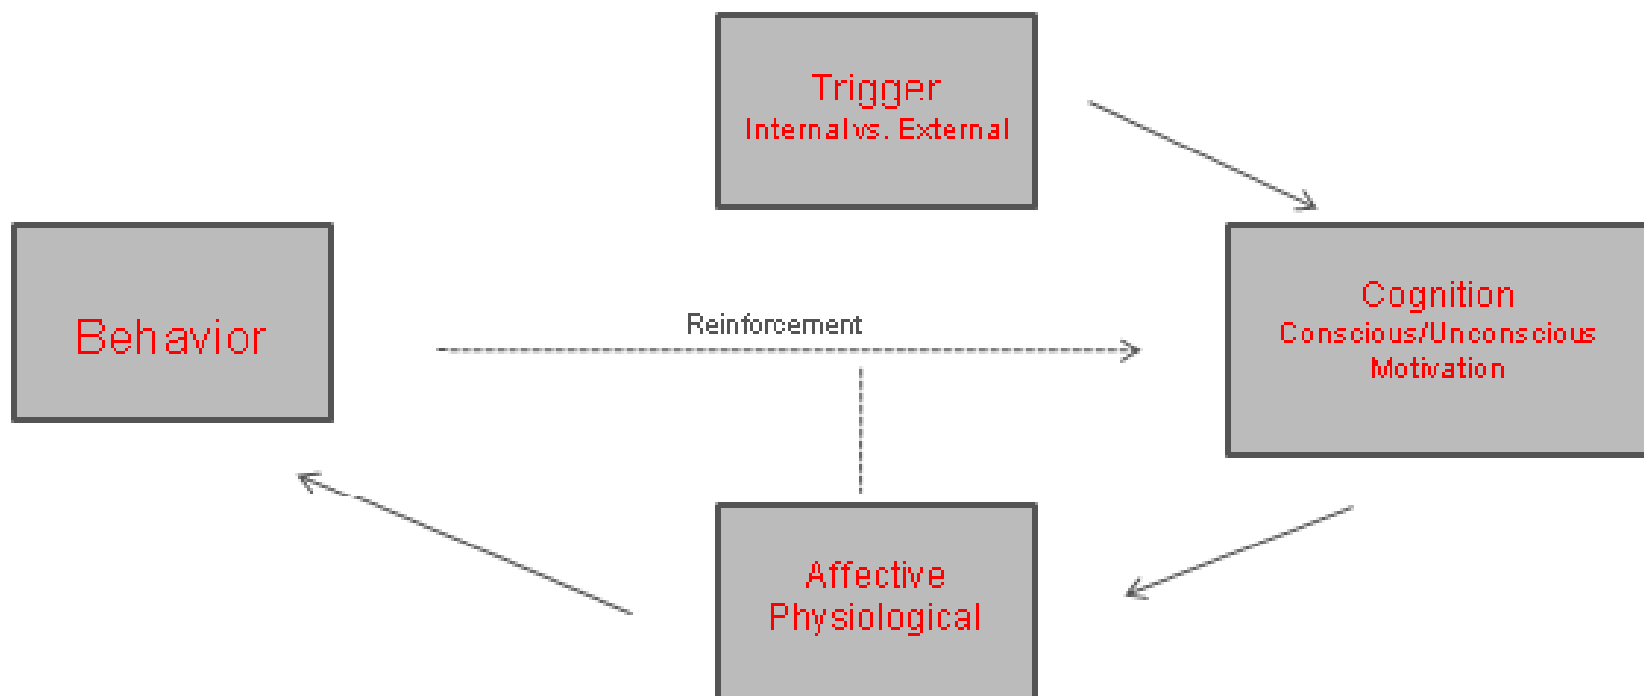 Trigger
Internal vs. External
Behavior
Reinforcement
Cognition
Conscious/Unconscious
Motivation
Affective
Physiological